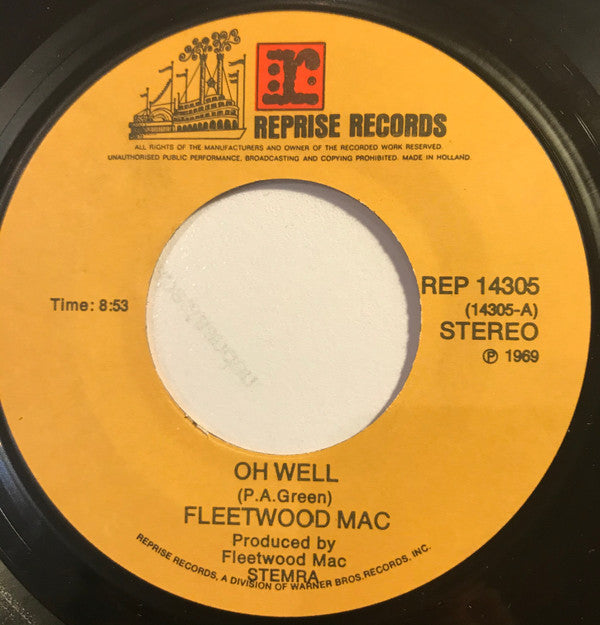 r
REPRISE RECORDS
ALL RIGHTS OF THE MANUFACTURERS AND OWNER OF THE RECORDED WORK RESERVED.
UNAUTHORISED PUBLIC PERFORMANCE, BROADCASTING AND COPYING PROHIBITED. MADE IN HOLLAND.
Time: 8:53
REP 14305
(14305-A)
STEREO
℗ 1969
OH WELL
(P.A.Green)
FLEETWOOD MAC
Produced by
Fleetwood Mac
STEMRA
REPRISE RECORDS, A DIVISION OF WARNER BROS. RECORDS, INC.